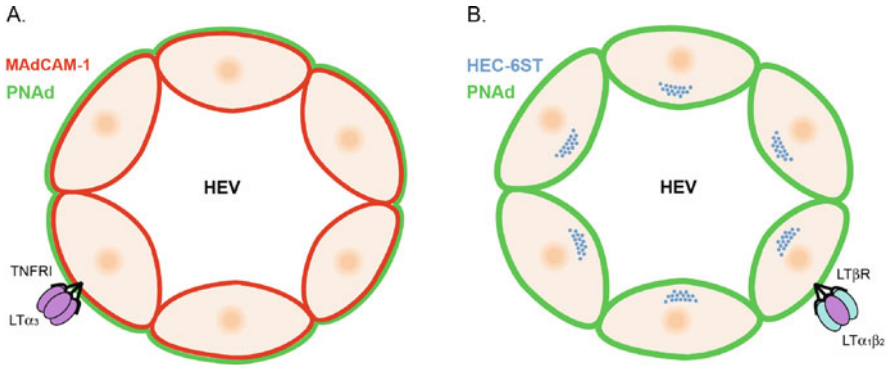 A.
MAdCAM-1
PNAd
HEV
TNFRI
LTα₃
B.
HEC-6ST
PNAd
HEV
LTβR
LTα₁β₂